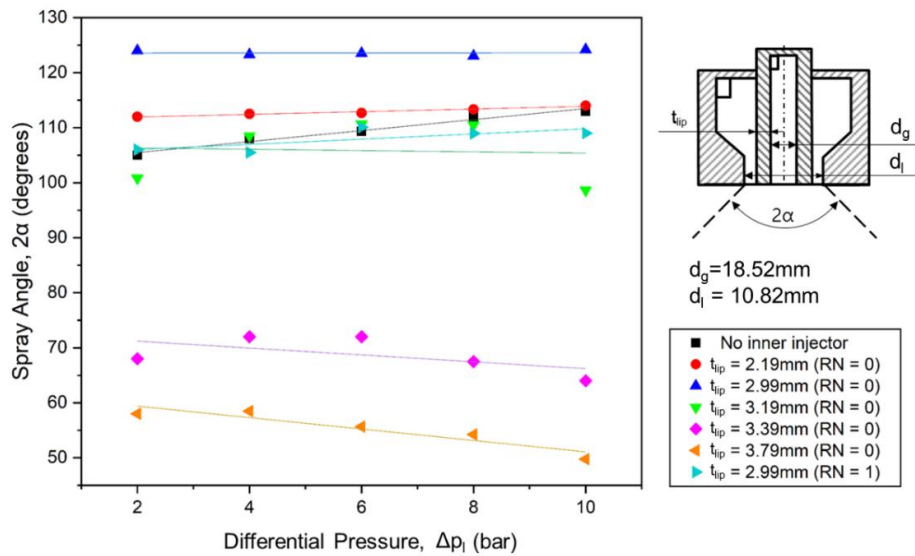 130
120
110
100
90
80
70
60
50
2
4
6
8
10
Spray Angle, 2α (degrees)
Differential Pressure, Δpₗ (bar)
t_lip
d_g
d_l
2α
d_g=18.52mm
d_l = 10.82mm
No inner injector
t_lip = 2.19mm (RN = 0)
t_lip = 2.99mm (RN = 0)
t_lip = 3.19mm (RN = 0)
t_lip = 3.39mm (RN = 0)
t_lip = 3.79mm (RN = 0)
t_lip = 2.99mm (RN = 1)